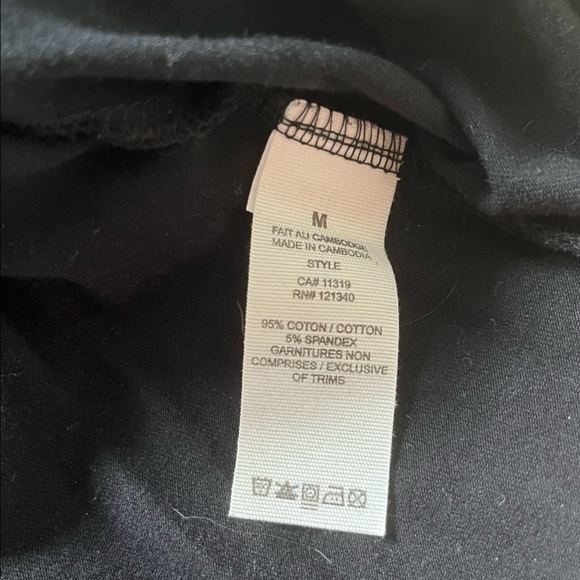 M
FAIT AU CAMBODGE
MADE IN CAMBODIA
STYLE
CA# 11319
RN# 121340
95% COTON / COTTON
5% SPANDEX
GARNITURES NON
COMPRISES / EXCLUSIVE
OF TRIMS